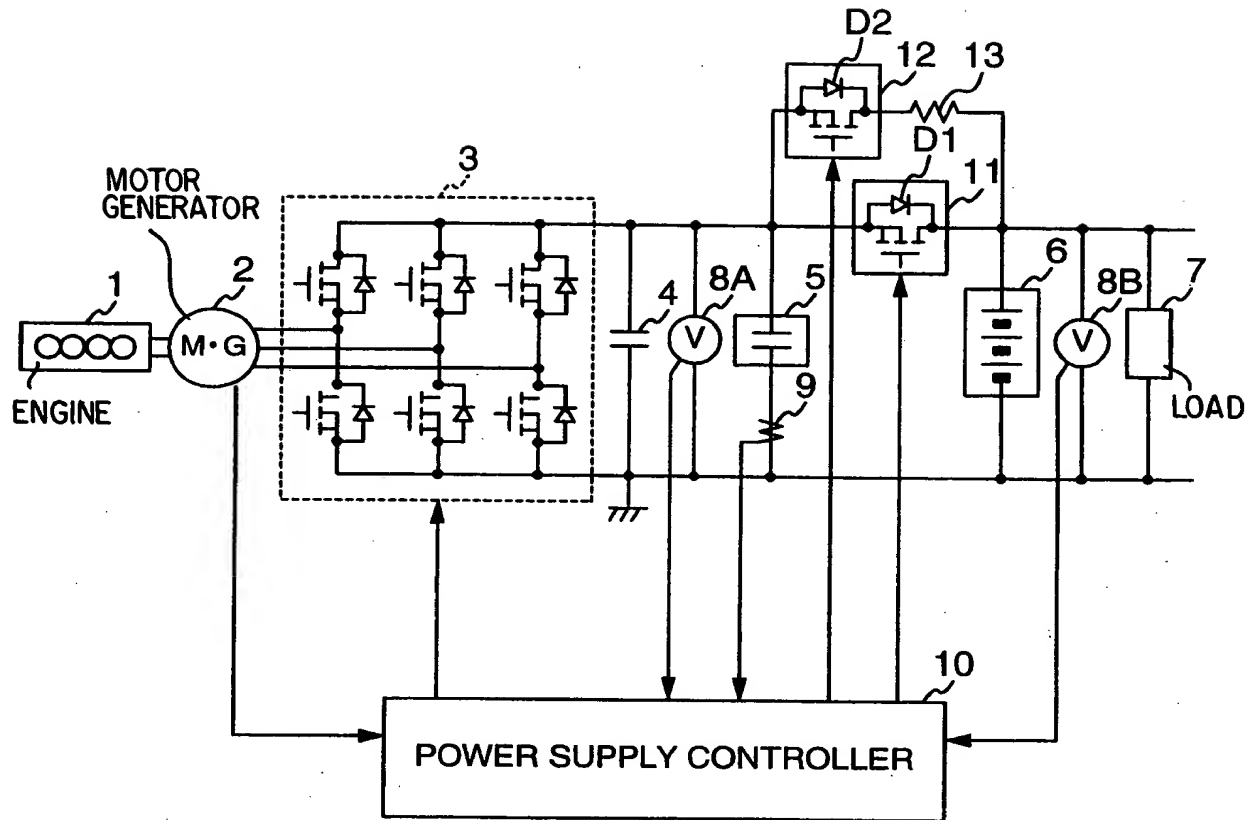 D2
12
13
D1
11
3
MOTOR
GENERATOR
2
1
M·G
ENGINE
4
8A
V
5
9
6
8B
V
7
LOAD
10
POWER SUPPLY CONTROLLER